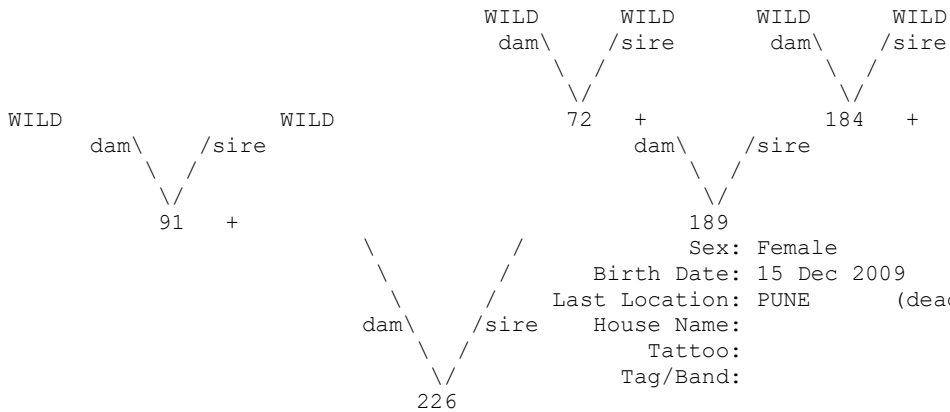 WILD WILD WILD WILD
dam\ /sire dam\ /sire
\ / \ /
\/ \/
WILD WILD 72 + 184 +
dam\ /sire dam\ /sire
\ / \ /
\/ \/
91 + 189
\ / Sex: Female
\ / Birth Date: 15 Dec 2009
\ / Last Location: PUNE (dead
dam\ /sire House Name:
\ / Tattoo:
\/ Tag/Band:
226